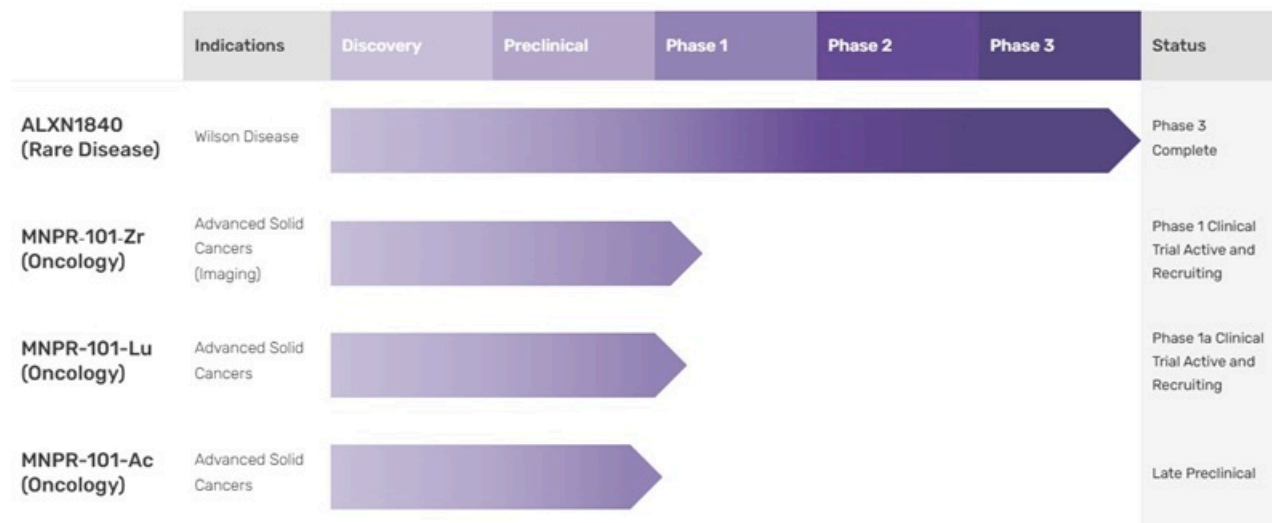 Indications Discovery Preclinical Phase 1 Phase 2 Phase 3 Status
ALXN1840
(Rare Disease)
Wilson Disease
Phase 3
Complete
MNPR-101-Zr
(Oncology)
Advanced Solid
Cancers
(Imaging)
Phase 1 Clinical
Trial Active and
Recruiting
MNPR-101-Lu
(Oncology)
Advanced Solid
Cancers
Phase 1a Clinical
Trial Active and
Recruiting
MNPR-101-Ac
(Oncology)
Advanced Solid
Cancers
Late Preclinical